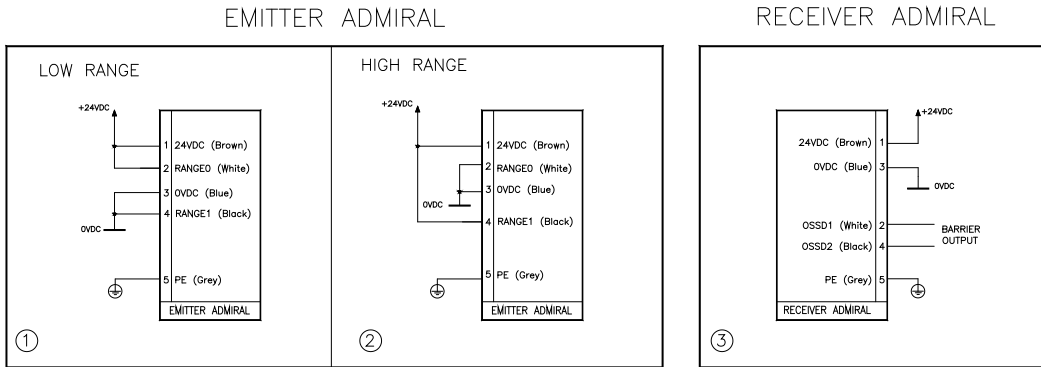 EMITTER ADMIRAL
RECEIVER ADMIRAL
LOW RANGE
+24VDC
1 24VDC (Brown)
2 RANGE0 (White)
3 0VDC (Blue)
4 RANGE1 (Black)
0VDC
5 PE (Grey)
EMITTER ADMIRAL
1
HIGH RANGE
+24VDC
1 24VDC (Brown)
2 RANGE0 (White)
3 0VDC (Blue)
0VDC
4 RANGE1 (Black)
5 PE (Grey)
EMITTER ADMIRAL
2
+24VDC
24VDC (Brown) 1
0VDC (Blue) 3
0VDC
OSSD1 (White) 2
BARRIER
OUTPUT
OSSD2 (Black) 4
PE (Grey) 5
RECEIVER ADMIRAL
3